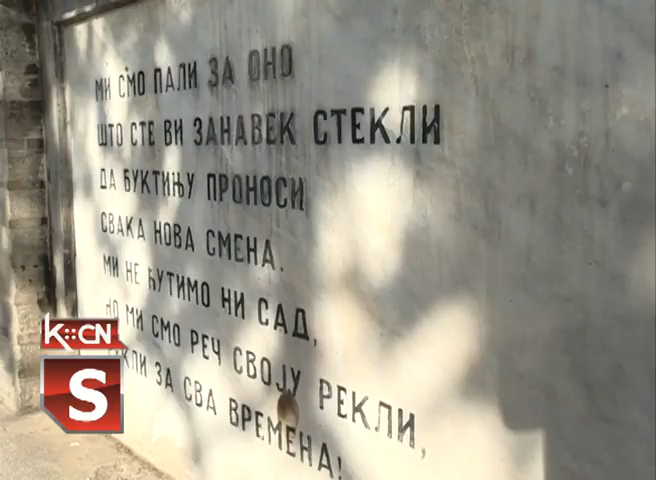 МИ СМО ПАЛИ ЗА ОНО
ШТО СТЕ ВИ ЗАНАВЕК СТЕКЛИ
ДА БУКТИЊУ ПРОНОСИ
СВАКА НОВА СМЕНА.
МИ НЕ ЋУТИМО НИ САД,
НО МИ СМО РЕЧ СВОЈУ РЕКЛИ,
ЗА СВА ВРЕМЕНА!
K::CN
S